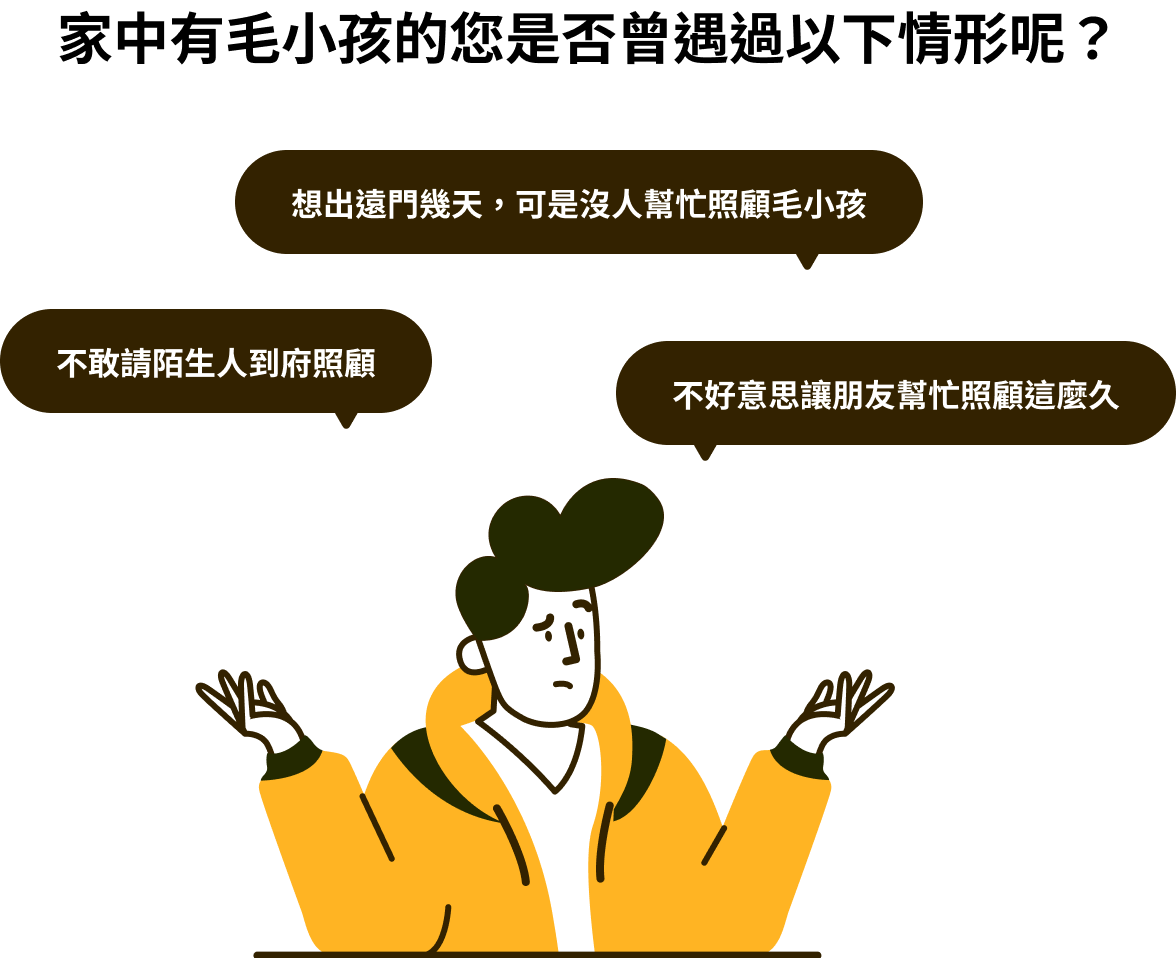 家中有毛小孩的您是否曾遇過以下情形呢？
想出遠門幾天，可是沒人幫忙照顧毛小孩
不敢請陌生人到府照顧
不好意思讓朋友幫忙照顧這麼久